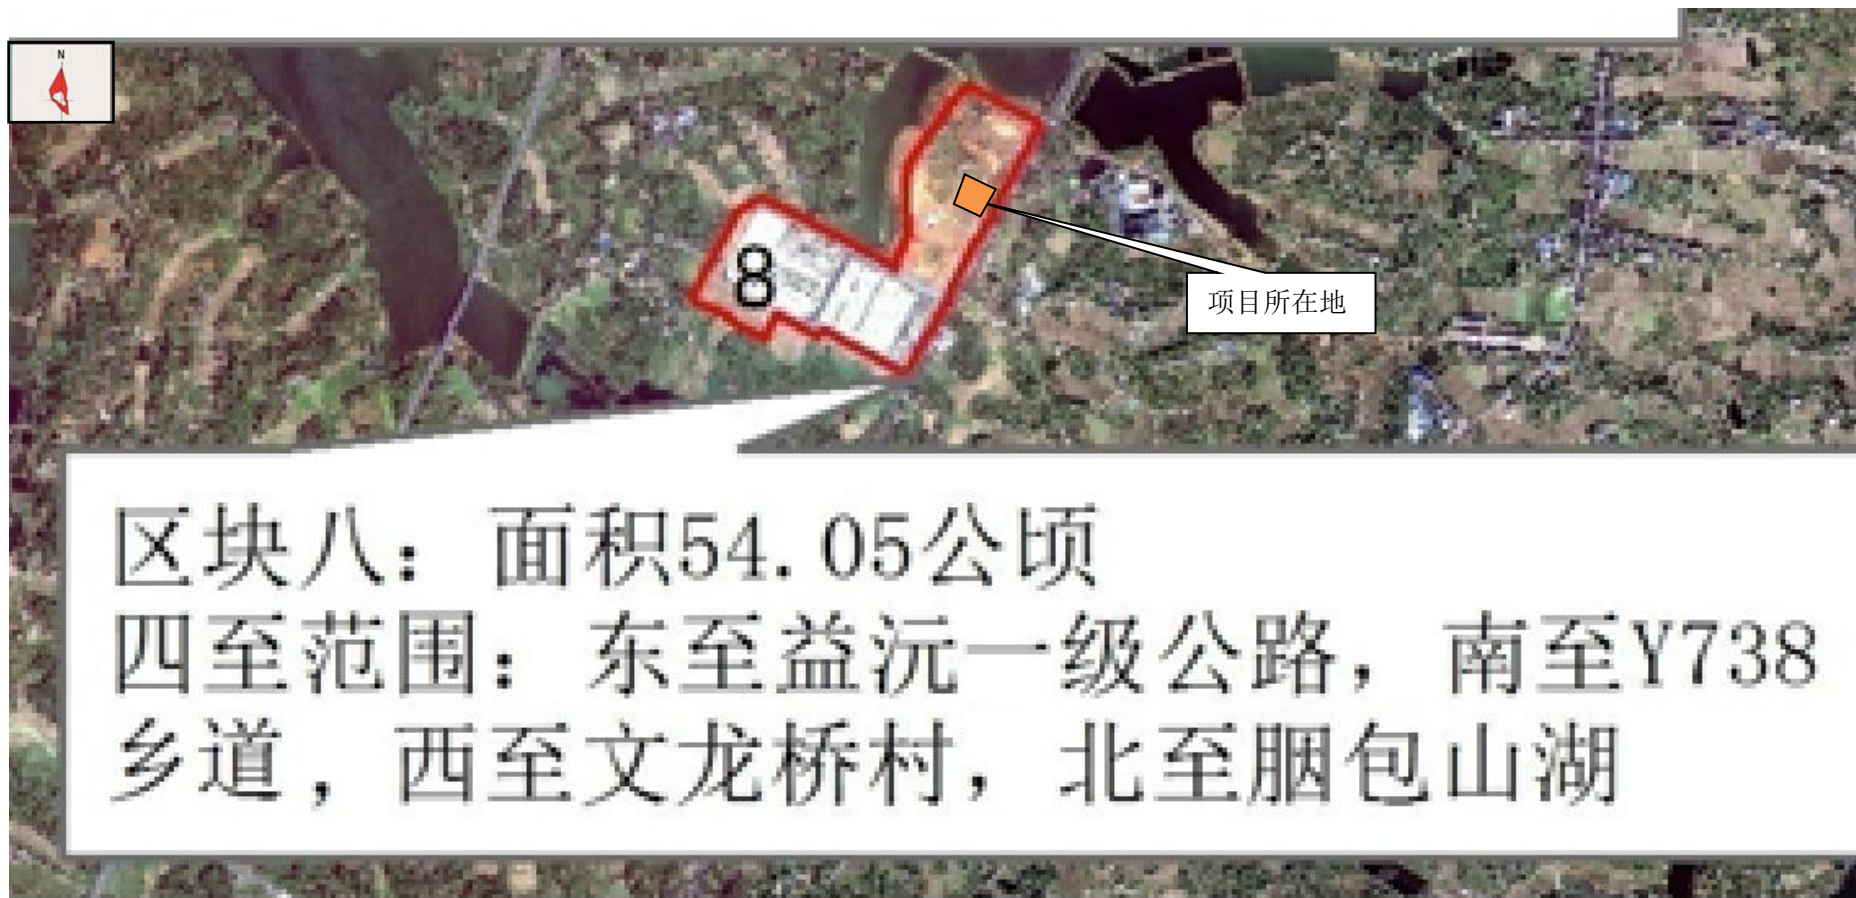 N
8
项目所在地
区块八：面积54.05公顷
四至范围：东至益沅一级公路，南至Y738
乡道，西至文龙桥村，北至胭包山湖